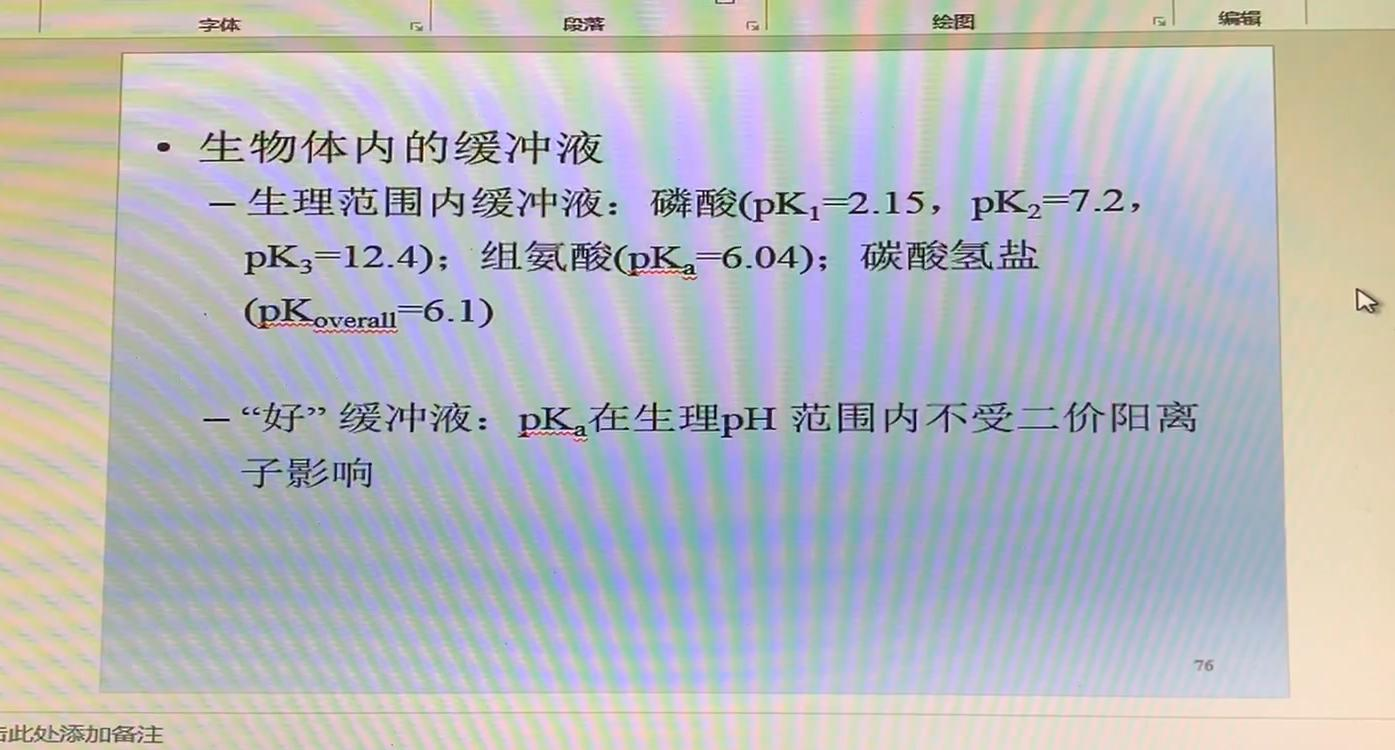 字体 段落 绘图 编辑
• 生物体内的缓冲液
– 生理范围内缓冲液：磷酸(pK₁=2.15，pK₂=7.2，
pK₃=12.4)；组氨酸(pKₐ=6.04)；碳酸氢盐
(pKoverall=6.1)
– “好” 缓冲液：pKₐ在生理pH 范围内不受二价阳离
子影响
76
此处添加备注